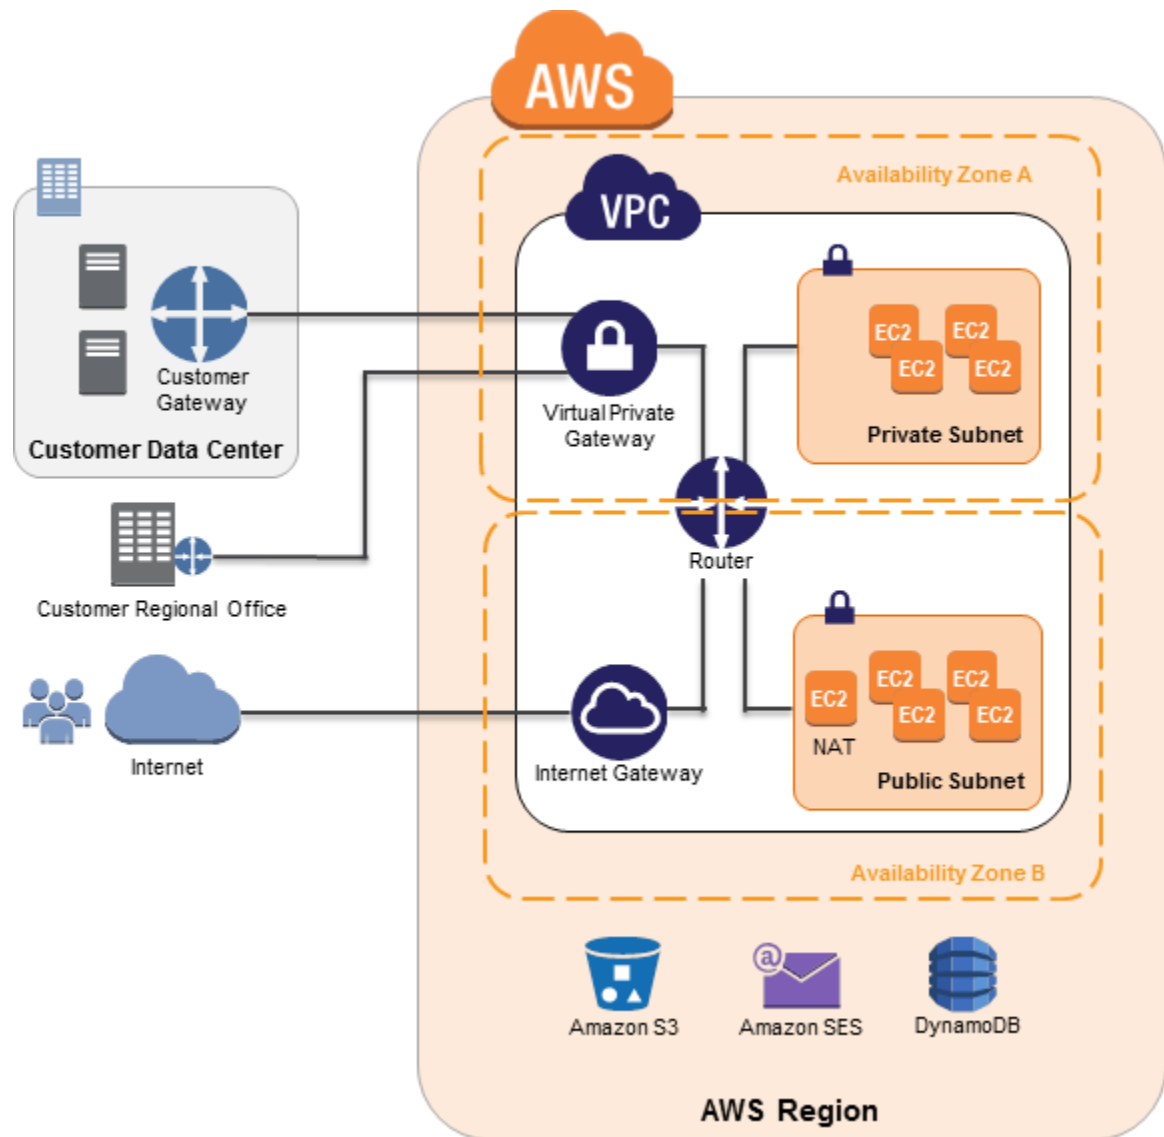 AWS
Availability Zone A
VPC
EC2
EC2
EC2
EC2
Private Subnet
Customer
Gateway
Customer Data Center
Virtual Private
Gateway
Router
Customer Regional Office
Internet
Internet Gateway
EC2
NAT
EC2
EC2
EC2
EC2
Public Subnet
Availability Zone B
@
Amazon S3
Amazon SES
DynamoDB
AWS Region